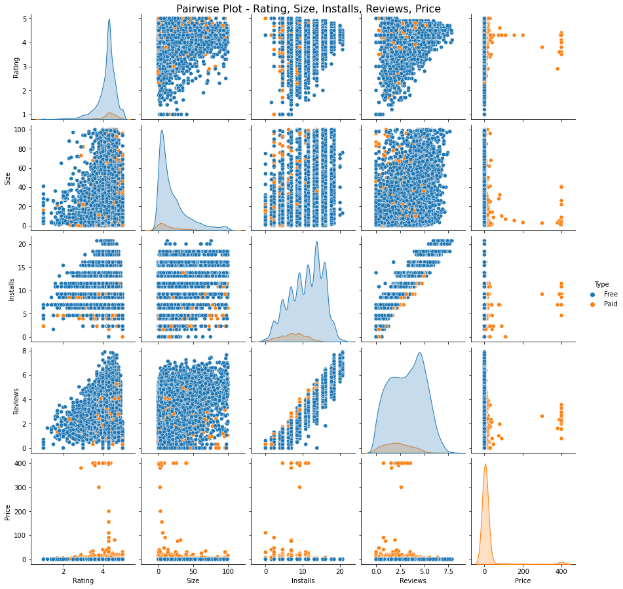 Pairwise Plot - Rating, Size, Installs, Reviews, Price
5
4
3
2
1
Rating
100
80
60
40
20
0
Size
20
15
10
5
0
Installs
Type
Free
Paid
8
6
4
2
0
Reviews
400
300
200
100
0
Price
2 4
0 50 100
0 10 20
0.0 2.5 5.0 7.5
0 200 400
Rating Size Installs Reviews Price